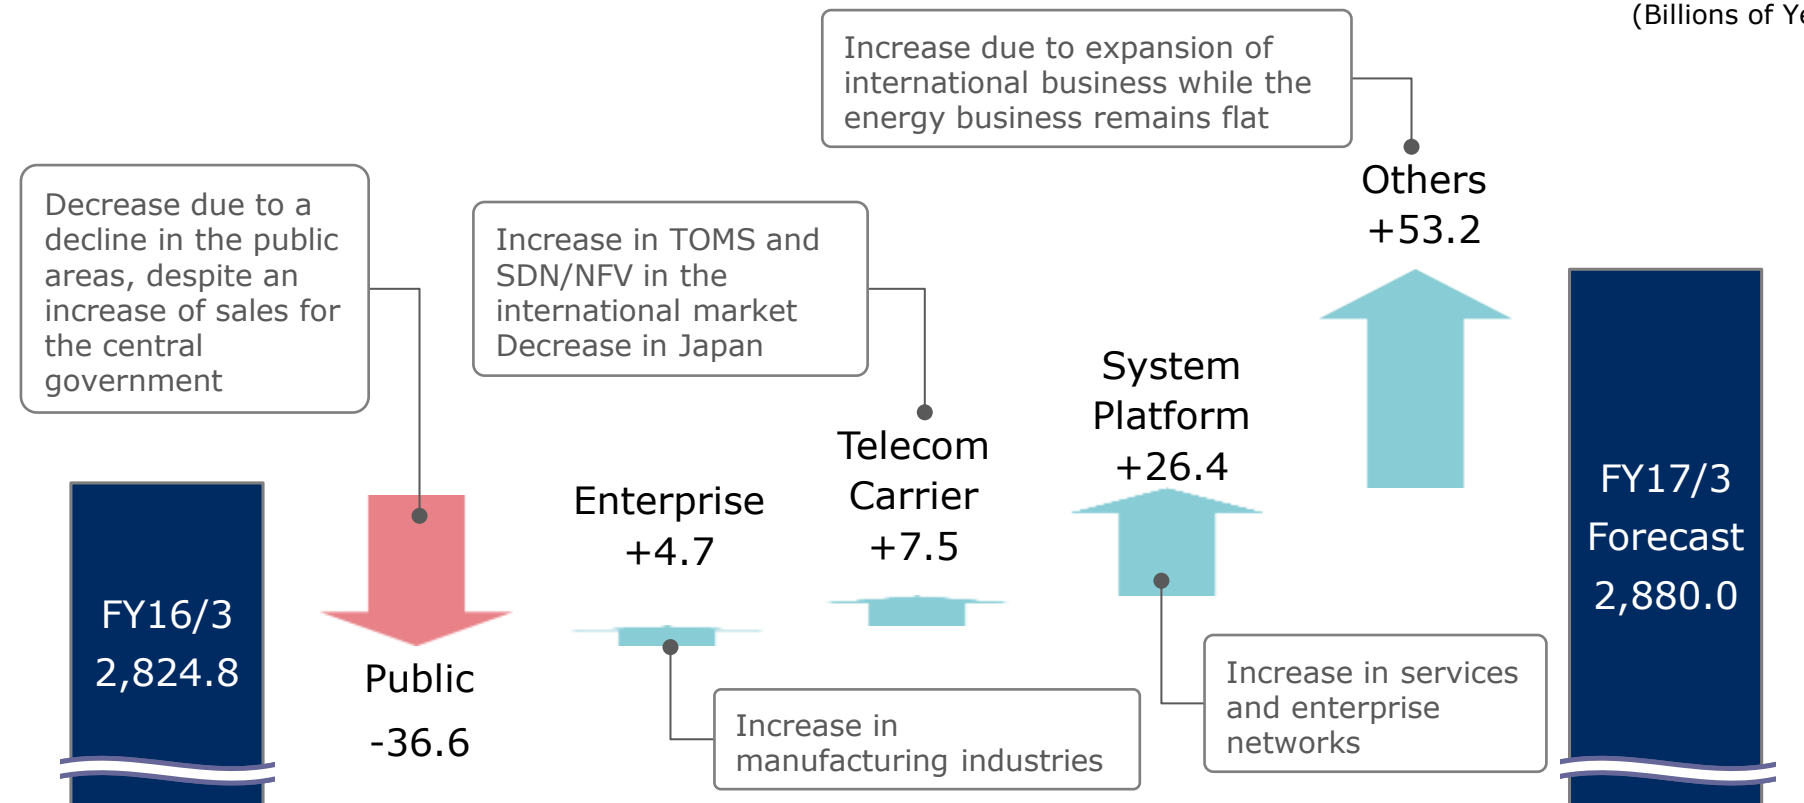 (Billions of Ye
Increase due to expansion of
international business while the
energy business remains flat
Others
+53.2
Decrease due to a
decline in the public
areas, despite an
increase of sales for
the central
government
Increase in TOMS and
SDN/NFV in the
international market
Decrease in Japan
System
Platform
+26.4
Telecom
Carrier
+7.5
Enterprise
+4.7
FY16/3
2,824.8
Public
-36.6
Increase in
manufacturing industries
Increase in services
and enterprise
networks
FY17/3
Forecast
2,880.0